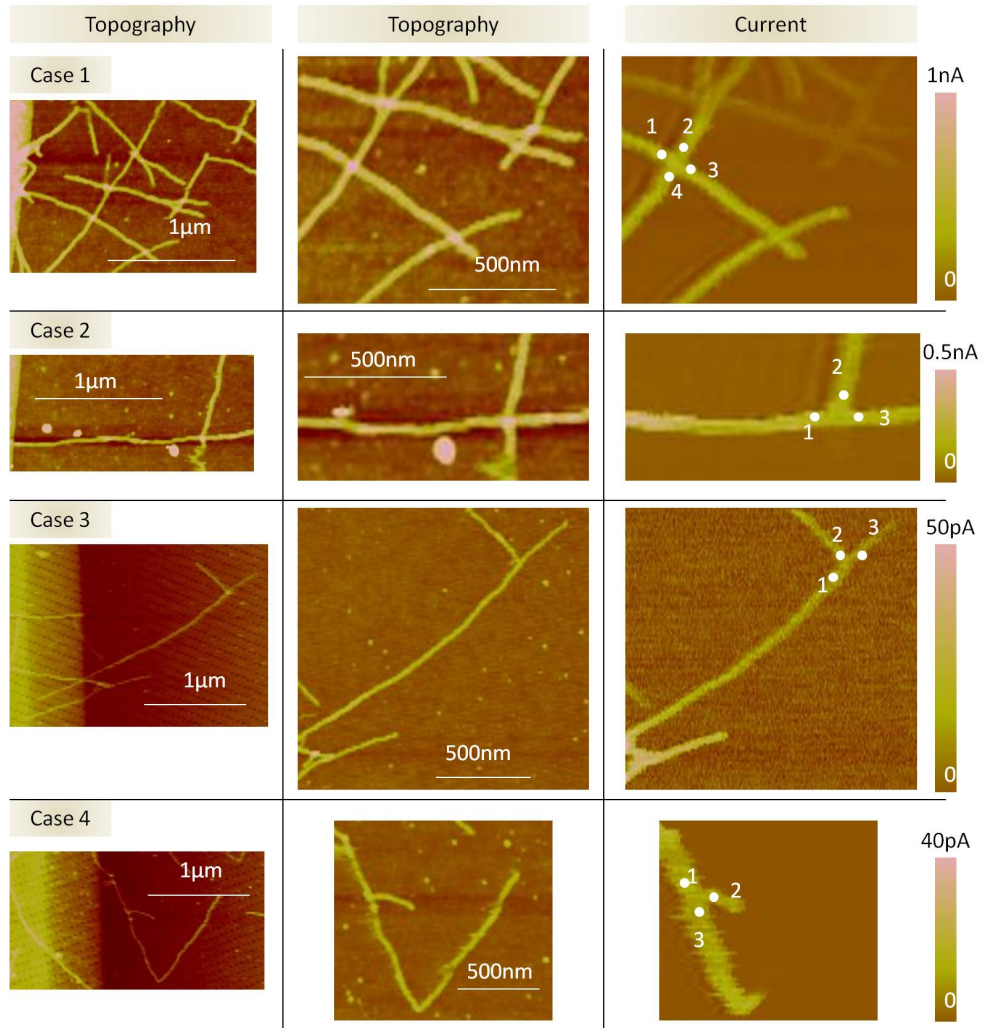 Topography
Topography
Current
Case 1
1µm
500nm
1
2
3
4
1nA
0
Case 2
1µm
500nm
1
2
3
0.5nA
0
Case 3
1µm
500nm
1
2
3
50pA
0
Case 4
1µm
500nm
1
2
3
40pA
0